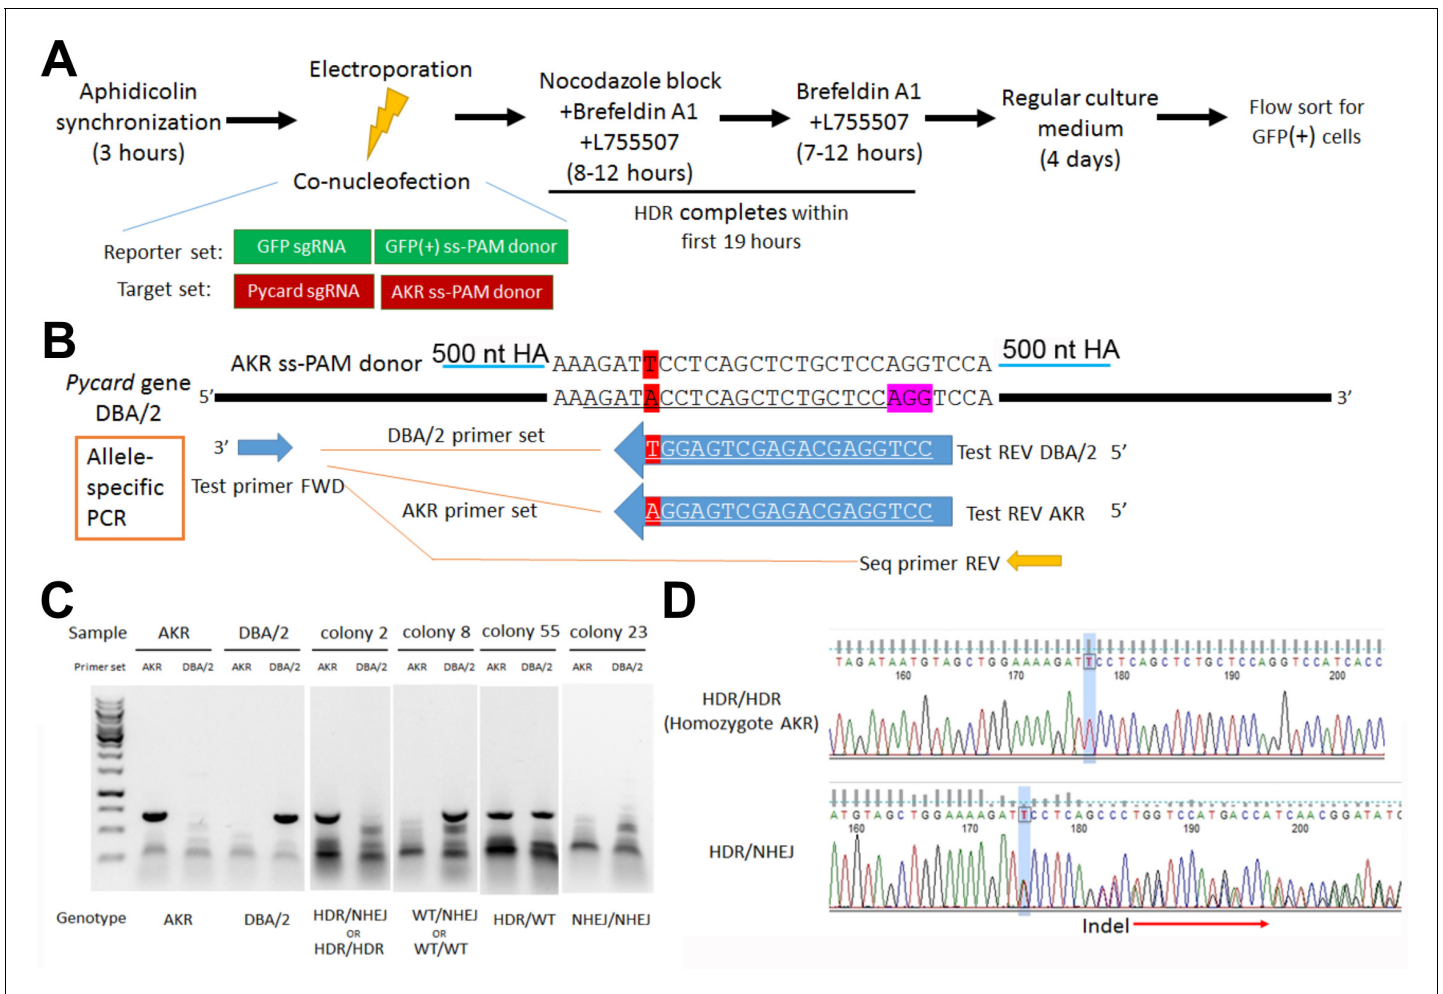 A
Aphidicolin
synchronization
(3 hours)
Electroporation
Co-nucleofection
Nocodazole block
+Brefeldin A1
+L755507
(8-12 hours)
Brefeldin A1
+L755507
(7-12 hours)
Regular culture
medium
(4 days)
Flow sort for
GFP(+) cells
HDR completes within
first 19 hours
Reporter set:
GFP sgRNA
GFP(+) ss-PAM donor
Target set:
Pycard sgRNA
AKR ss-PAM donor
B
AKR ss-PAM donor
500 nt HA
AAAGATTCCTCAGCTCTGCTCCAGGTCCA
500 nt HA
Pycard gene
DBA/2
5’
AAAGATACCTCAGCTCTGCTCCAGGTCCA
3’
Allele-
specific
PCR
3’
Test primer FWD
DBA/2 primer set
TGGAGTCGAGACGAGGTCC
Test REV DBA/2 5’
AKR primer set
AGGAGTCGAGACGAGGTCC
Test REV AKR 5’
Seq primer REV
C
Sample AKR DBA/2 colony 2 colony 8 colony 55 colony 23
Primer set AKR DBA/2 AKR DBA/2 AKR DBA/2 AKR DBA/2 AKR DBA/2 AKR DBA/2
Genotype
AKR
DBA/2
HDR/NHEJ
OR
HDR/HDR
WT/NHEJ
OR
WT/WT
HDR/WT
NHEJ/NHEJ
D
HDR/HDR
(Homozygote AKR)
TAGATAATGTAGCTGGAAAAGATTCCTCAGCTCTGCTCCAGGTCCATCACC
160 170 180 190 200
HDR/NHEJ
ATGTAGCTGGAAAAGATTCCTCAGCCCTGGTCCATGACCATCAACGGATATC
160 170 180 190 200
Indel